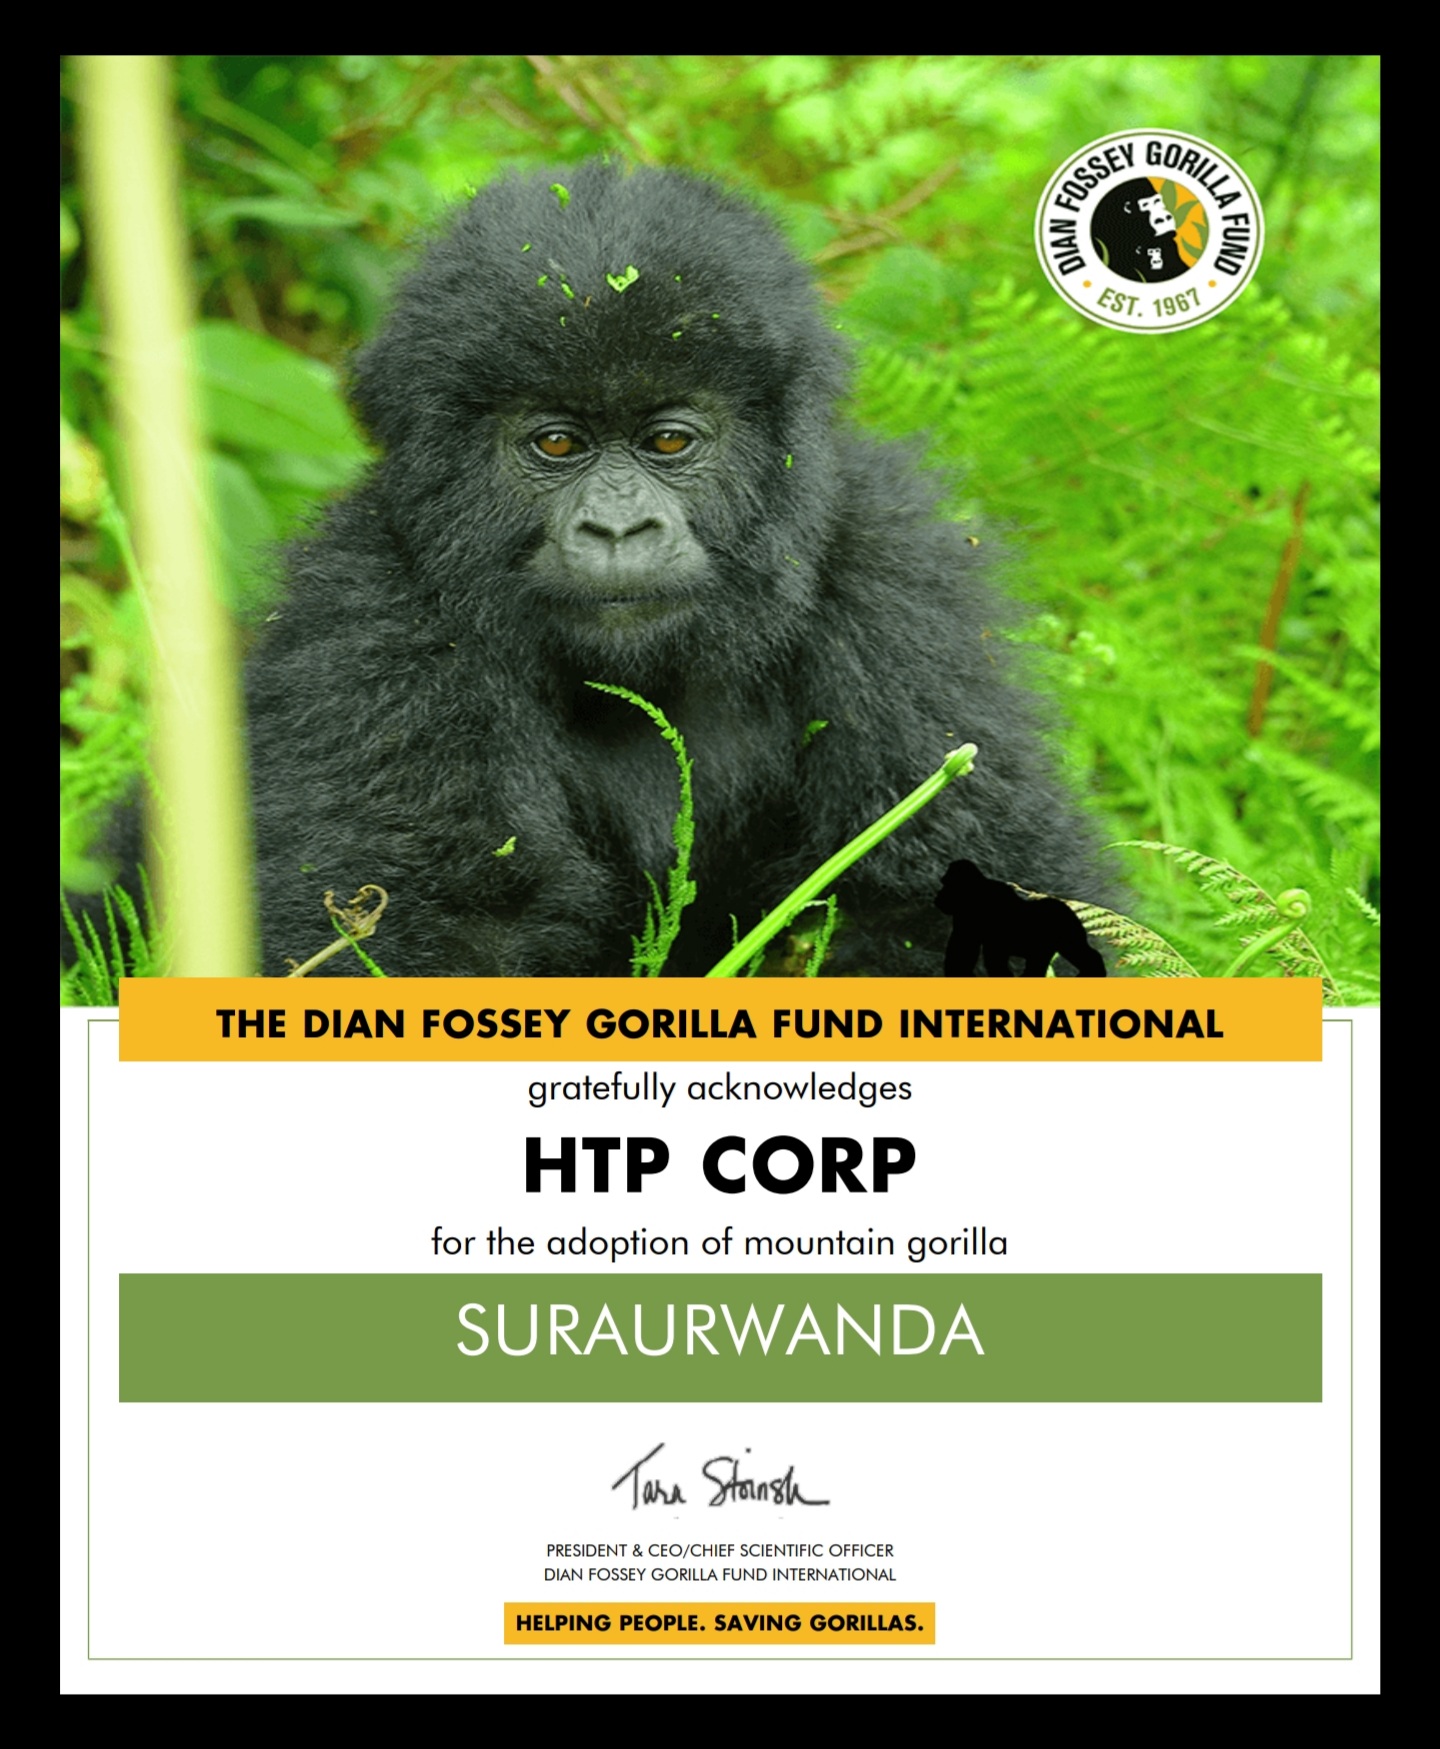 DIAN FOSSEY GORILLA FUND
EST. 1967
THE DIAN FOSSEY GORILLA FUND INTERNATIONAL
gratefully acknowledges
HTP CORP
for the adoption of mountain gorilla
SURAURWANDA
Tara Stoinski
PRESIDENT & CEO/CHIEF SCIENTIFIC OFFICER
DIAN FOSSEY GORILLA FUND INTERNATIONAL
HELPING PEOPLE. SAVING GORILLAS.